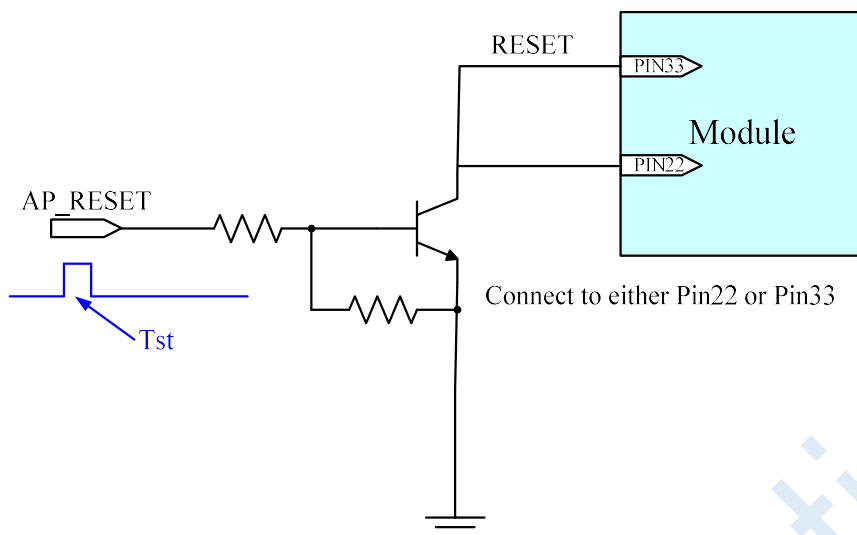 RESET
PIN33
Module
PIN22
AP_RESET
Connect to either Pin22 or Pin33
Tst